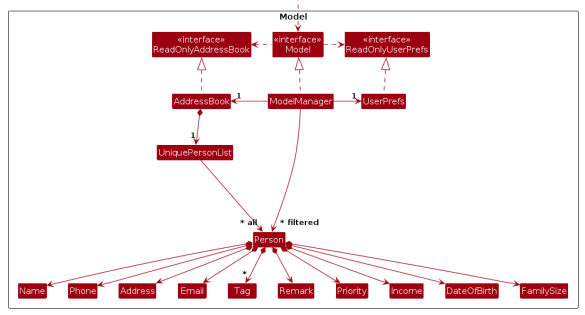 Model
«interface»
ReadOnlyAddressBook
«interface»
Model
«interface»
ReadOnlyUserPrefs
AddressBook
1
ModelManager
1
UserPrefs
1
UniquePersonList
* all
* filtered
Person
*
Name
Phone
Address
Email
Tag
Remark
Priority
Income
DateOfBirth
FamilySize